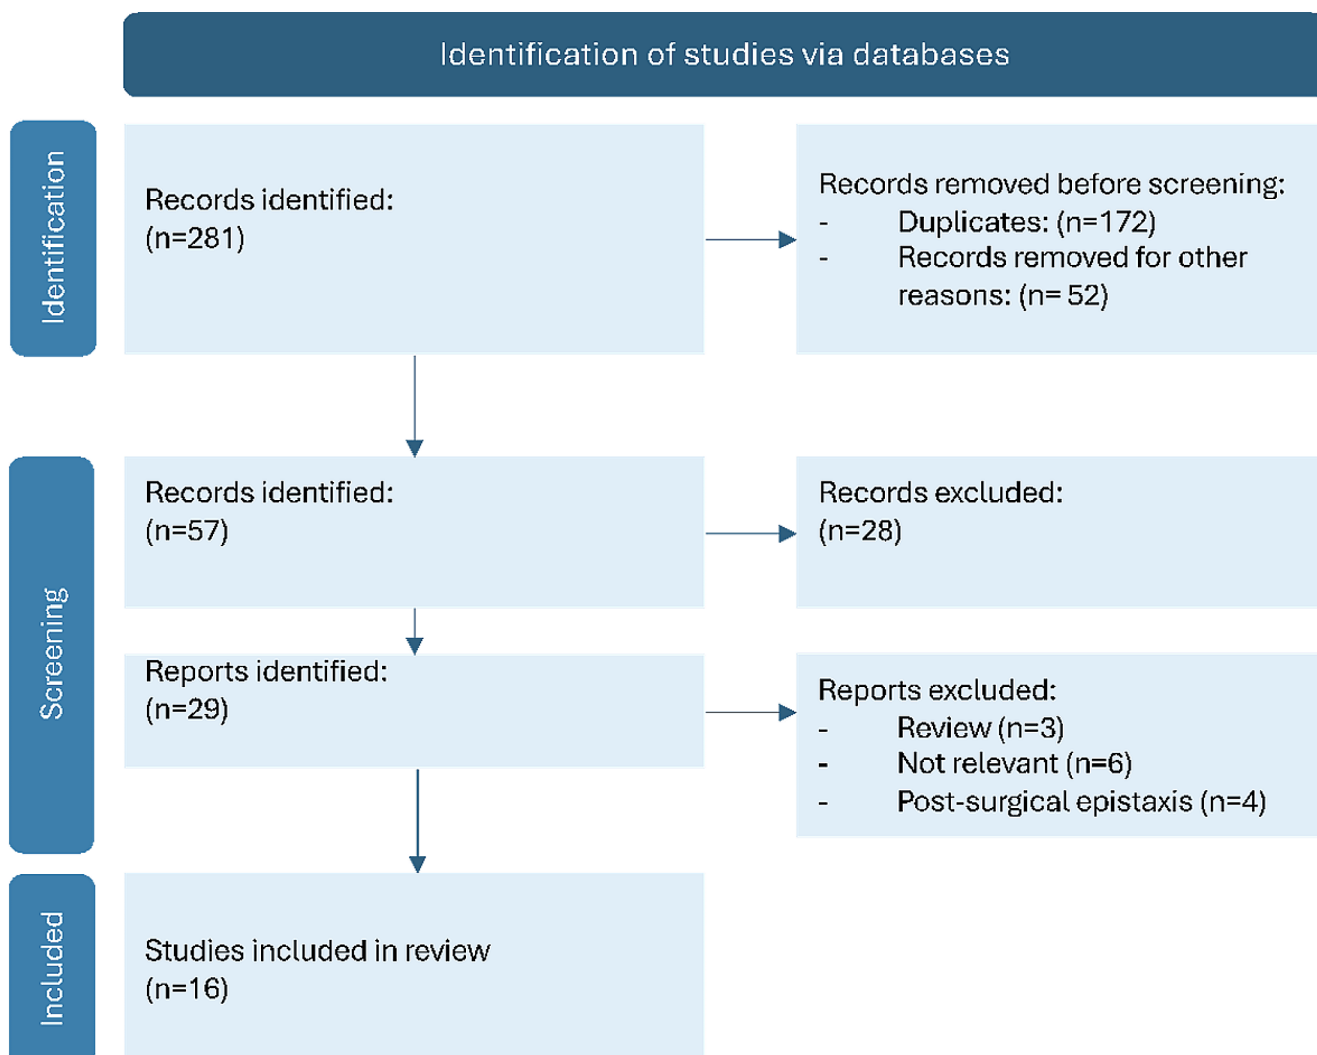 Identification of studies via databases
Identification
Records identified:
(n=281)
Records removed before screening:
- Duplicates: (n=172)
- Records removed for other
reasons: (n= 52)
Screening
Records identified:
(n=57)
Records excluded:
(n=28)
Reports identified:
(n=29)
Reports excluded:
- Review (n=3)
- Not relevant (n=6)
- Post-surgical epistaxis (n=4)
Included
Studies included in review
(n=16)